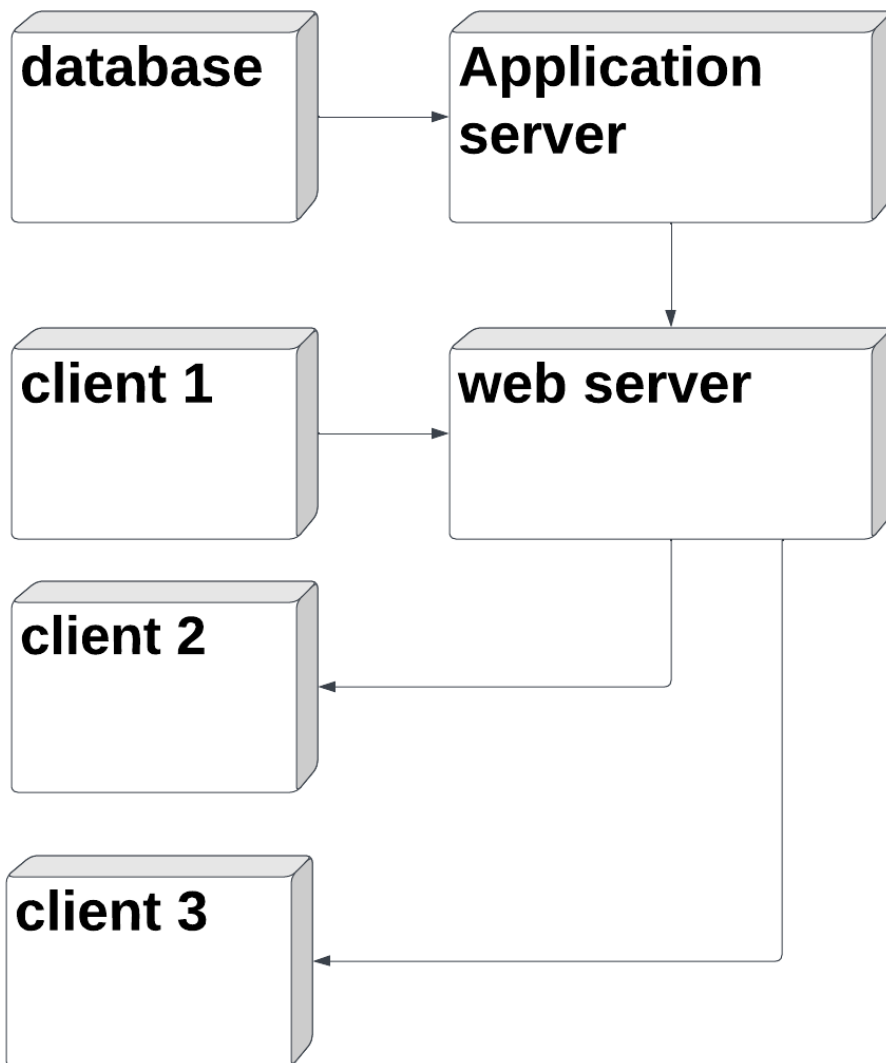 database
Application
server
client 1
web server
client 2
client 3